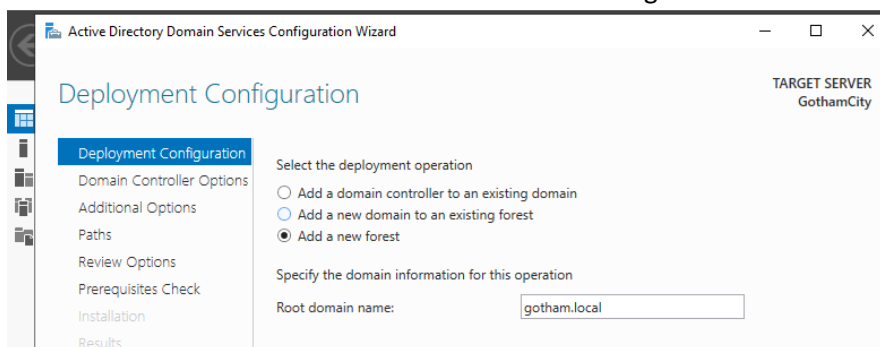 Active Directory Domain Services Configuration Wizard
Deployment Configuration
TARGET SERVER
GothamCity
Deployment Configuration
Domain Controller Options
Additional Options
Paths
Review Options
Prerequisites Check
Installation
Results
Select the deployment operation
Add a domain controller to an existing domain
Add a new domain to an existing forest
Add a new forest
Specify the domain information for this operation
Root domain name: gotham.local